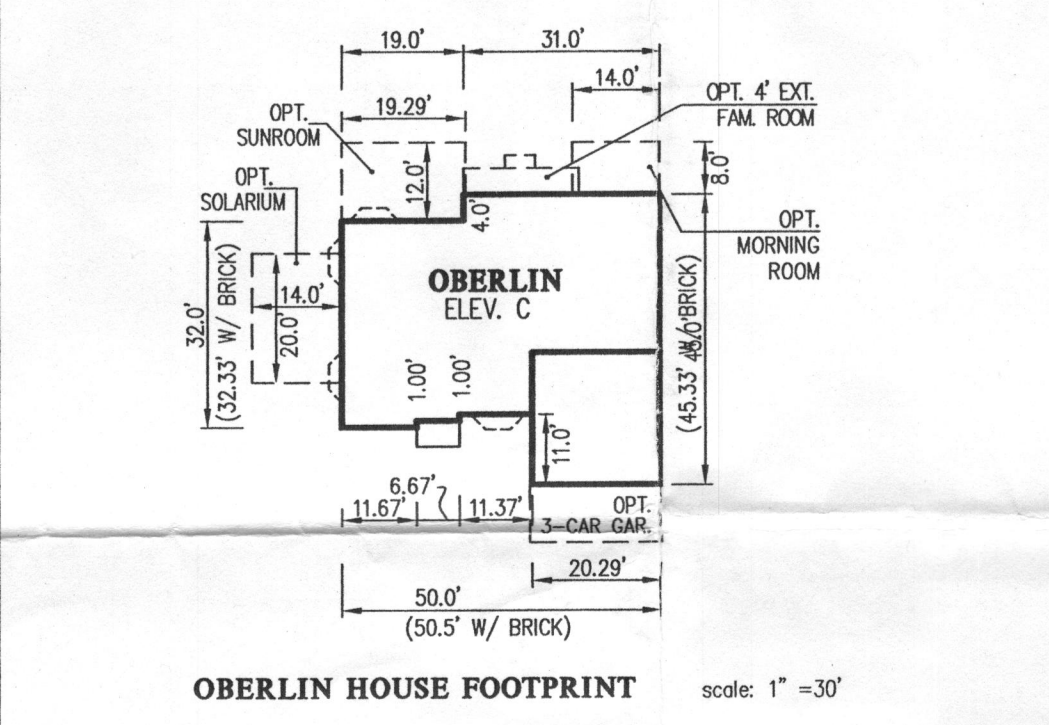 19.0'
31.0'
14.0'
OPT. 4' EXT.
FAM. ROOM
19.29'
OPT.
SUNROOM
12.0'
8.0'
OPT.
SOLARIUM
4.0'
OPT.
MORNING
ROOM
OBERLIN
ELEV. C
14.0'
20.0'
32.0'
(32.33' W/ BRICK)
45.0'
(45.33' W/ BRICK)
1.00'
1.00'
11.0'
6.67'
11.67'
11.37'
OPT.
3-CAR GAR.
20.29'
50.0'
(50.5' W/ BRICK)
OBERLIN HOUSE FOOTPRINT
scale: 1" =30'